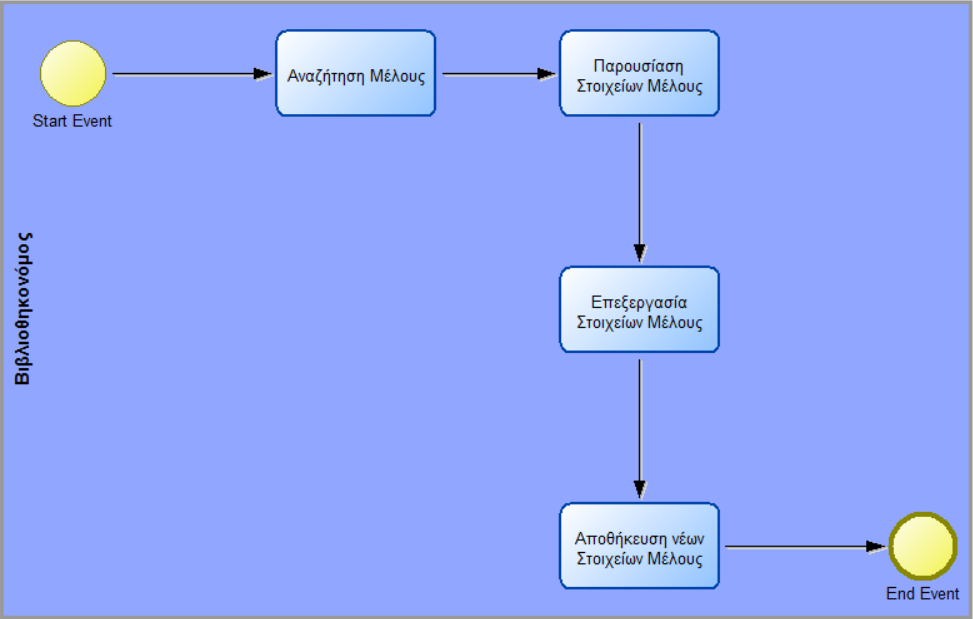 Αναζήτηση Μέλους
Παρουσίαση
Στοιχείων Μέλους
Start Event
Βιβλιοθηκονόμος
Επεξεργασία
Στοιχείων Μέλους
Αποθήκευση νέων
Στοιχείων Μέλους
End Event